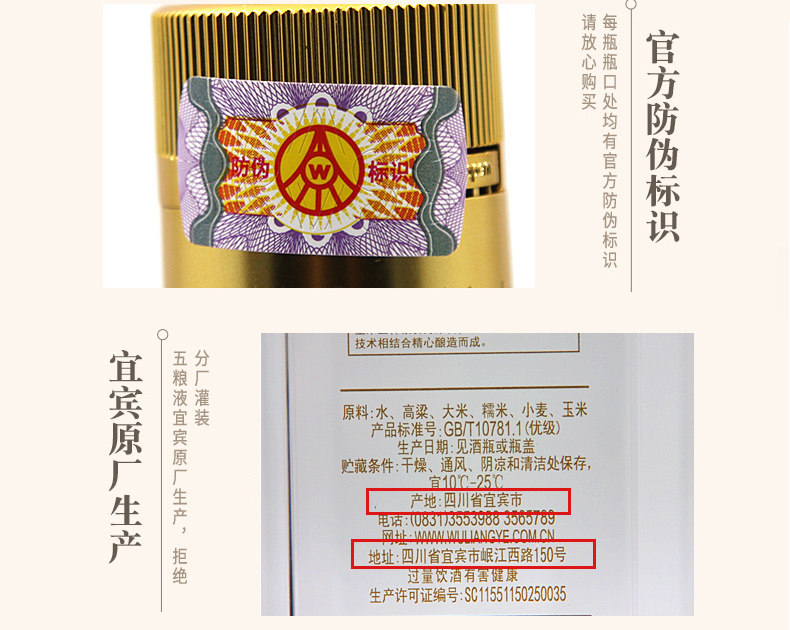 官方防伪标识
每瓶瓶口处均有官方防伪标识
请放心购买
防伪
W
标识
宜宾原厂生产
五粮液宜宾原厂生产，拒绝
分厂灌装
技术相结合精心酿造而成。
原料:水、高粱、大米、糯米、小麦、玉米
产品标准号:GB/T10781.1(优级)
生产日期:见酒瓶或瓶盖
贮藏条件:干燥、通风、阴凉和清洁处保存,
宜10℃-25℃
产地:四川省宜宾市
电话:(0831)3553988 3565789
网址:WWW.WULIANGYE.COM.CN
地址:四川省宜宾市岷江西路150号
过量饮酒有害健康
生产许可证编号:SC11551150250035